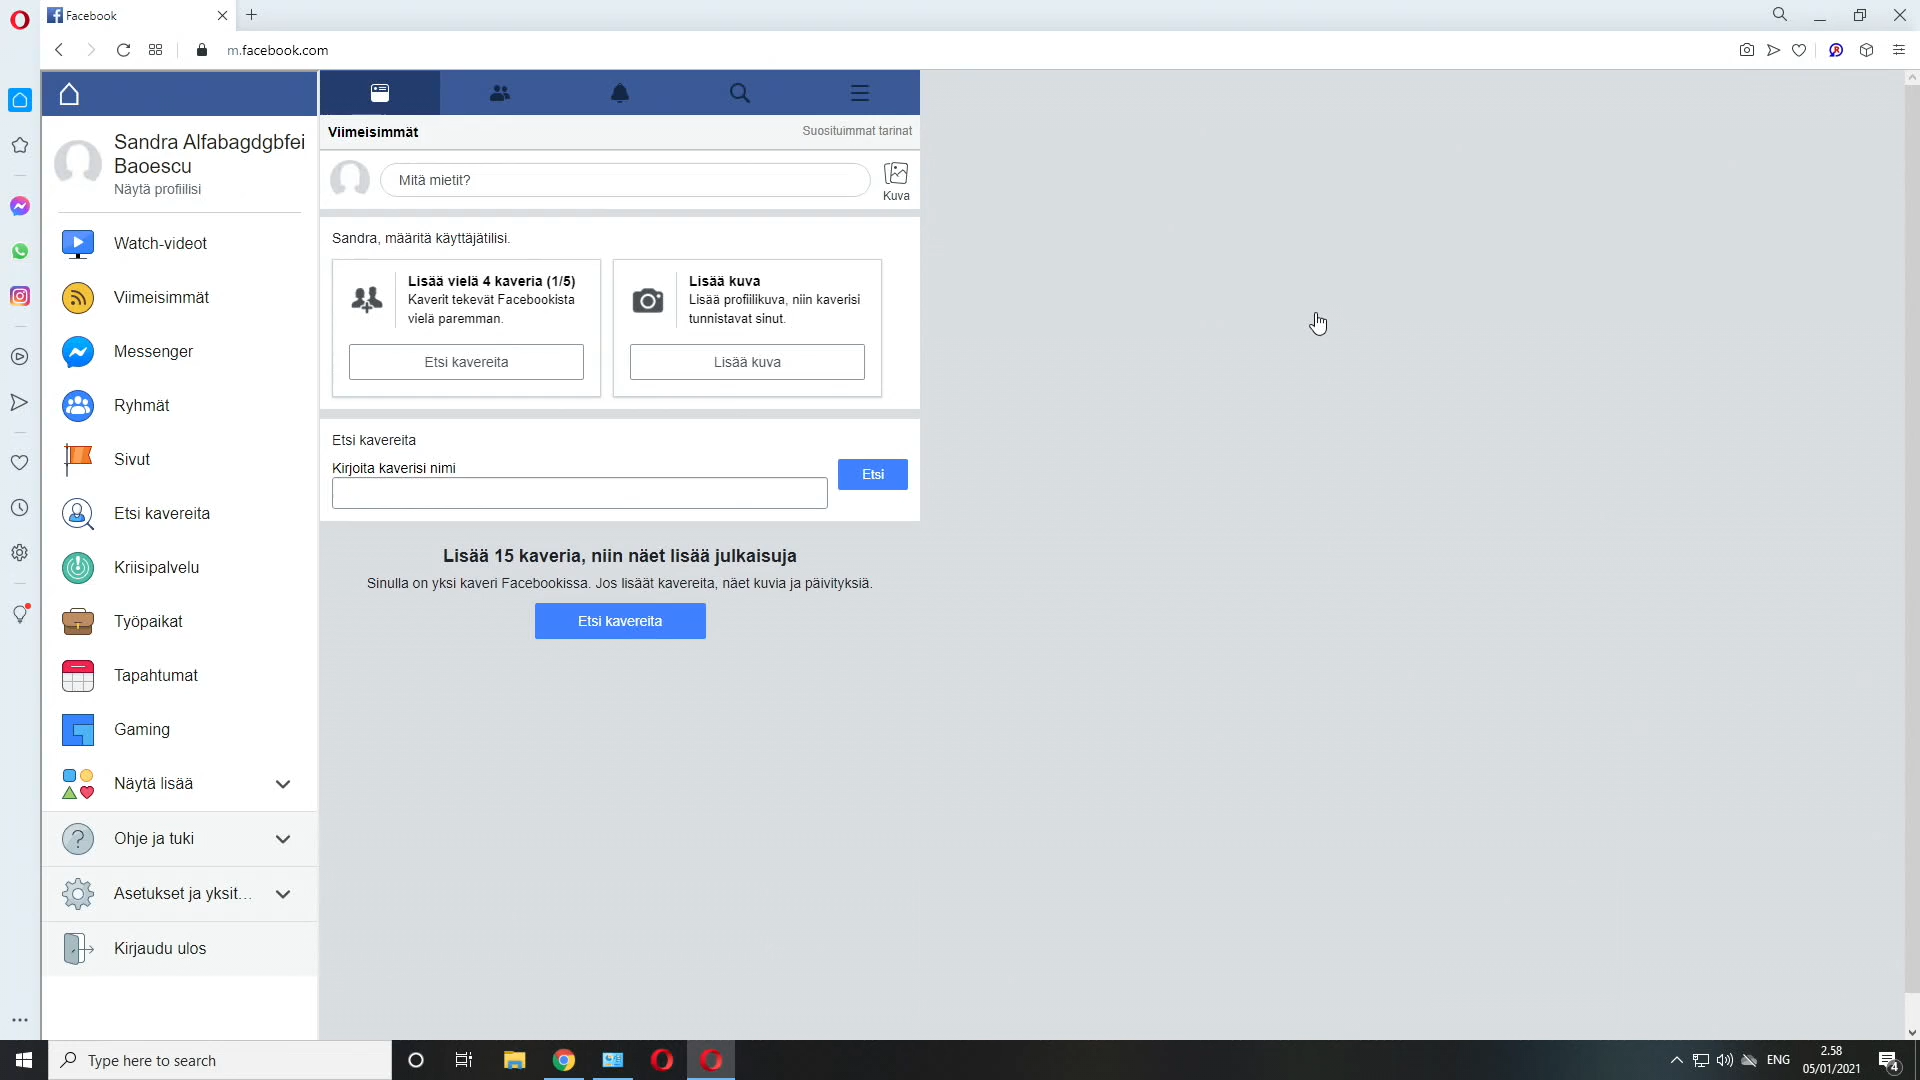 Facebook
m.facebook.com
Sandra Alfabagdgbfei
Baoescu
Näytä profiilisi
Watch-videot
Viimeisimmät
Messenger
Ryhmät
Sivut
Etsi kavereita
Kriisipalvelu
Työpaikat
Tapahtumat
Gaming
Näytä lisää
Ohje ja tuki
Asetukset ja yksit...
Kirjaudu ulos
Viimeisimmät
Suosituimmat tarinat
Mitä mietit?
Kuva
Sandra, määritä käyttäjätilisi.
Lisää vielä 4 kaveria (1/5)
Kaverit tekevät Facebookista
vielä paremman.
Etsi kavereita
Lisää kuva
Lisää profiilikuva, niin kaverisi
tunnistavat sinut.
Lisää kuva
Etsi kavereita
Kirjoita kaverisi nimi
Etsi
Lisää 15 kaveria, niin näet lisää julkaisuja
Sinulla on yksi kaveri Facebookissa. Jos lisäät kavereita, näet kuvia ja päivityksiä.
Etsi kavereita
Type here to search
ENG
2.58
05/01/2021
4